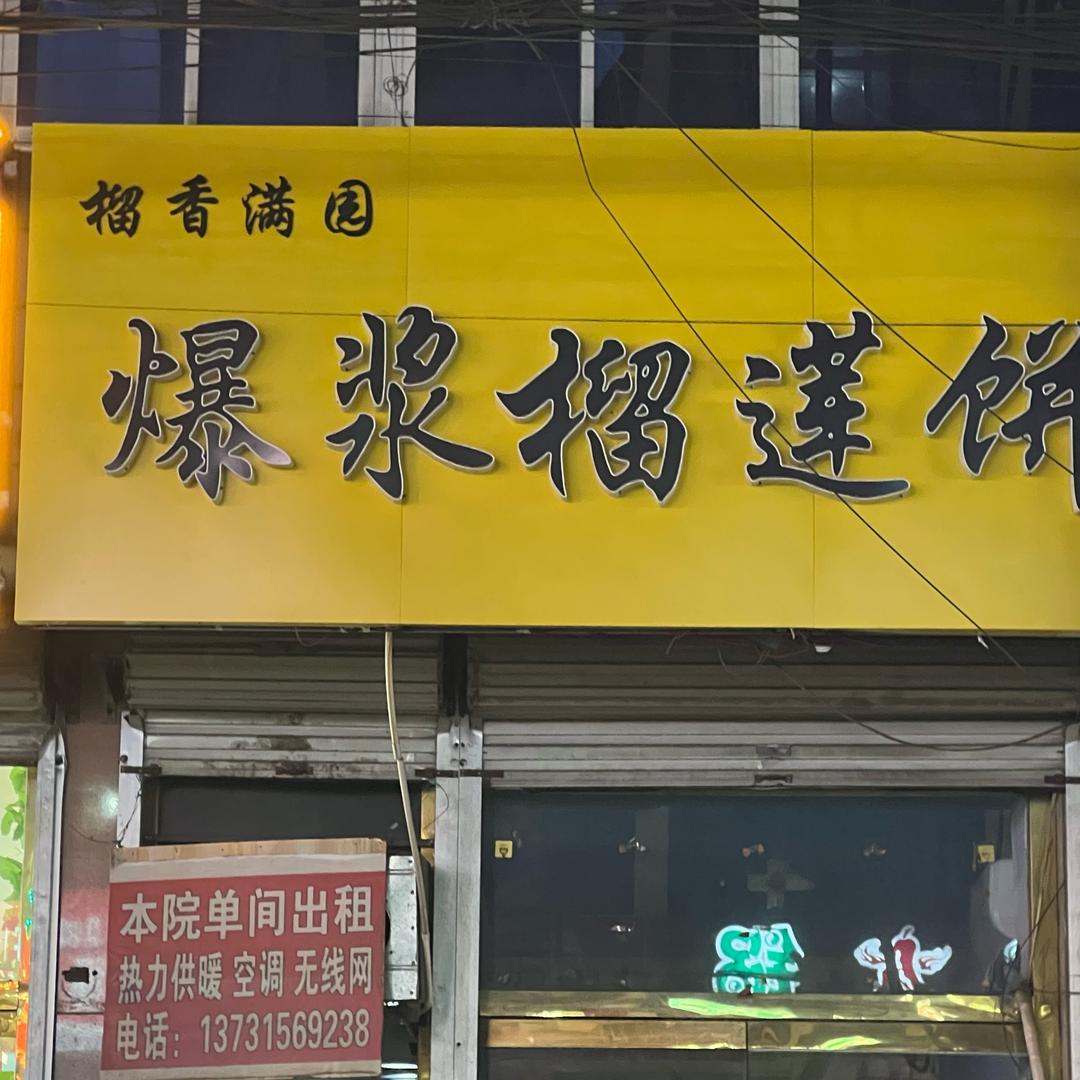 榴香满园
爆浆榴莲饼
本院单间出租
热力供暖 空调 无线网
电话：13731569238